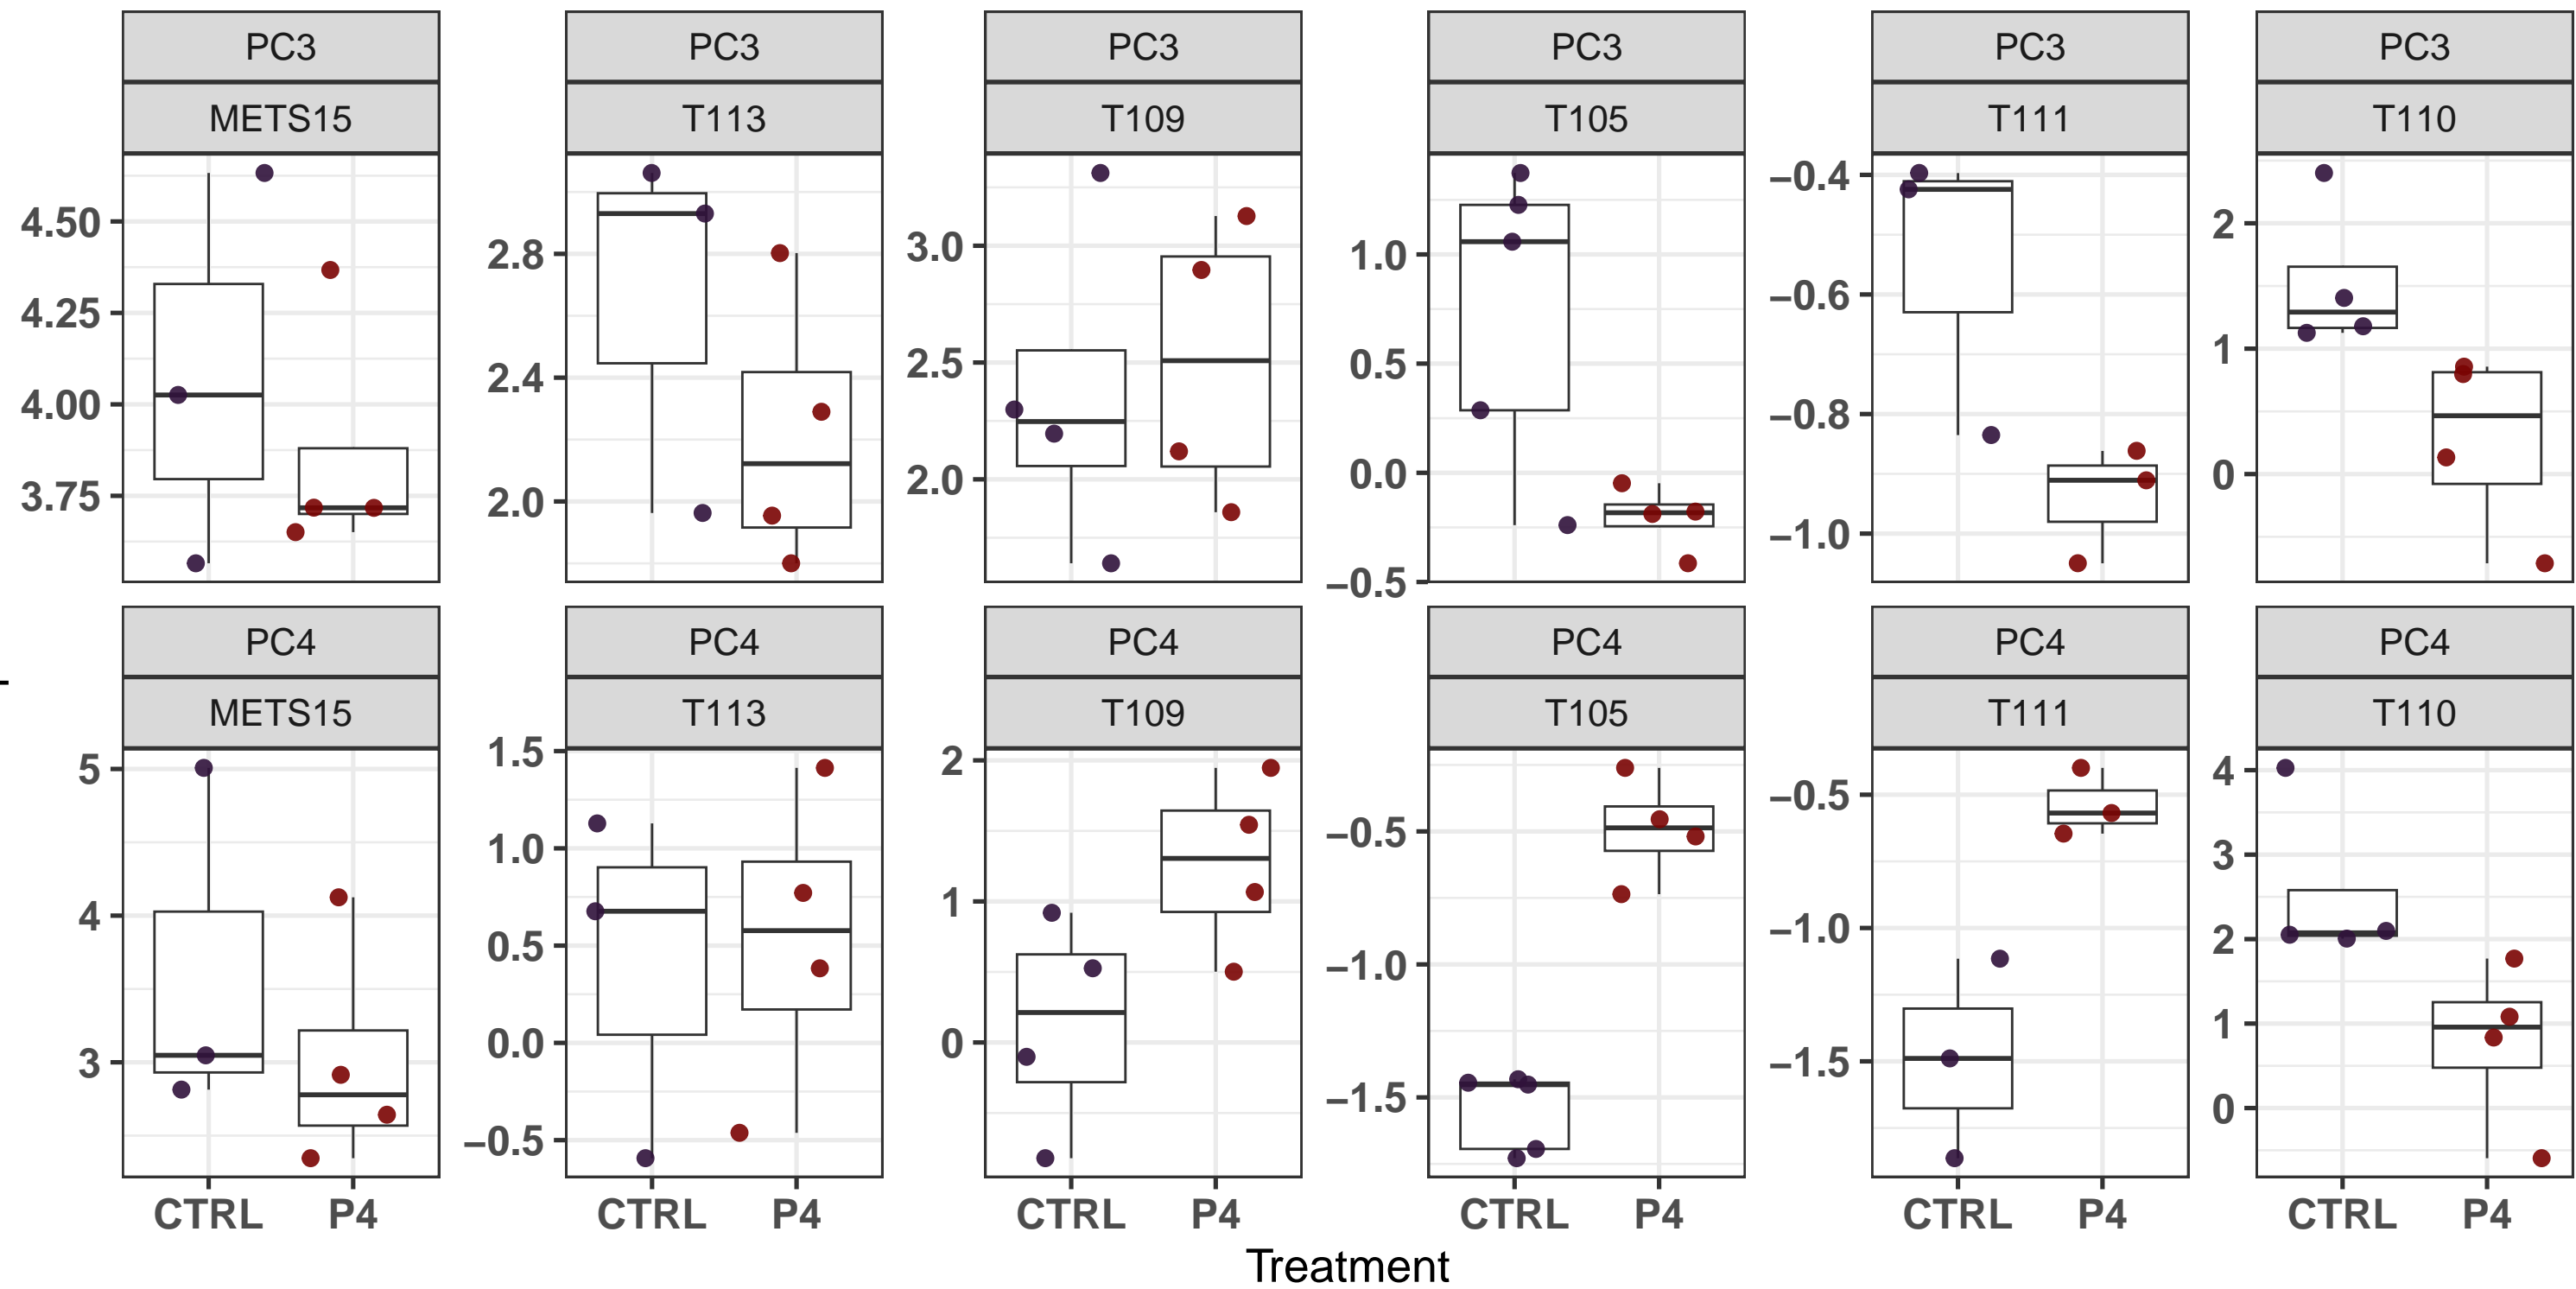 PC3 PC3 PC3 PC3 PC3 PC3
METS15 T113 T109 T105 T111 T110
4.50 4.25 4.00 3.75
2.8 2.4 2.0
3.0 2.5 2.0
1.0 0.5 0.0 −0.5
−0.4 −0.6 −0.8 −1.0
2 1 0
PC4 PC4 PC4 PC4 PC4 PC4
METS15 T113 T109 T105 T111 T110
5 4 3
1.5 1.0 0.5 0.0 −0.5
2 1 0
−0.5 −1.0 −1.5
−0.5 −1.0 −1.5
4 3 2 1 0
CTRL P4 CTRL P4 CTRL P4 CTRL P4 CTRL P4 CTRL P4
Treatment